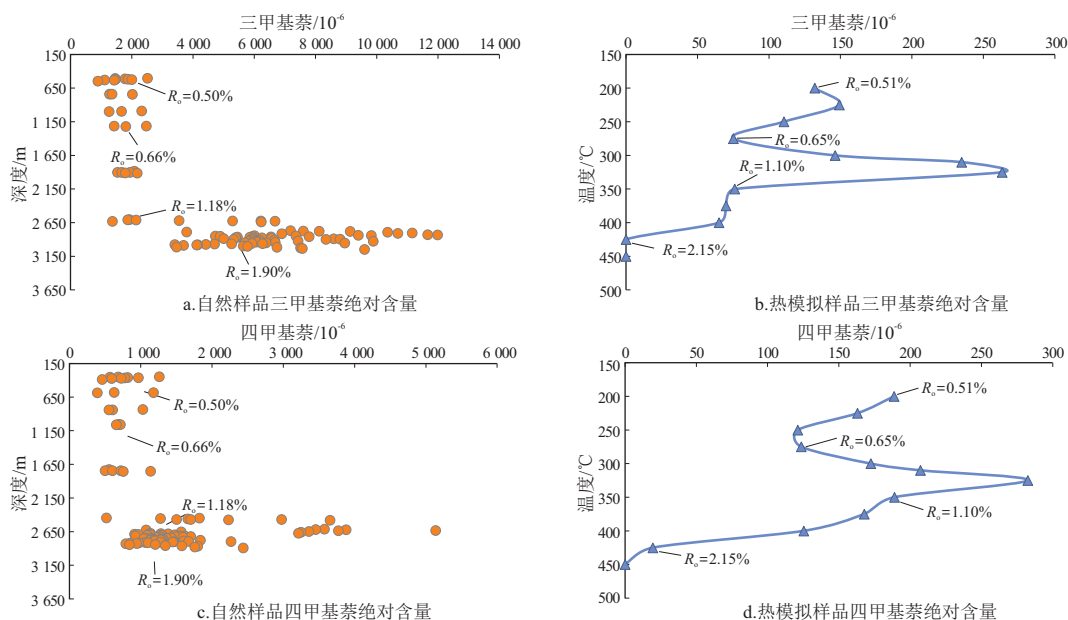 三甲基萘/10⁻⁶
0 2 000 4 000 6 000 8 000 10 000 12 000 14 000
150
650
1 150
1 650
2 150
2 650
3 150
3 650
深度/m
Rₒ=0.50%
Rₒ=0.66%
Rₒ=1.18%
Rₒ=1.90%
a.自然样品三甲基萘绝对含量
三甲基萘/10⁻⁶
0 50 100 150 200 250 300
150
200
250
300
350
400
450
500
温度/℃
Rₒ=0.51%
Rₒ=0.65%
Rₒ=1.10%
Rₒ=2.15%
b.热模拟样品三甲基萘绝对含量
四甲基萘/10⁻⁶
0 1 000 2 000 3 000 4 000 5 000 6 000
150
650
1 150
1 650
2 150
2 650
3 150
3 650
深度/m
Rₒ=0.50%
Rₒ=0.66%
Rₒ=1.18%
Rₒ=1.90%
c.自然样品四甲基萘绝对含量
四甲基萘/10⁻⁶
0 50 100 150 200 250 300
150
200
250
300
350
400
450
500
温度/℃
Rₒ=0.51%
Rₒ=0.65%
Rₒ=1.10%
Rₒ=2.15%
d.热模拟样品四甲基萘绝对含量